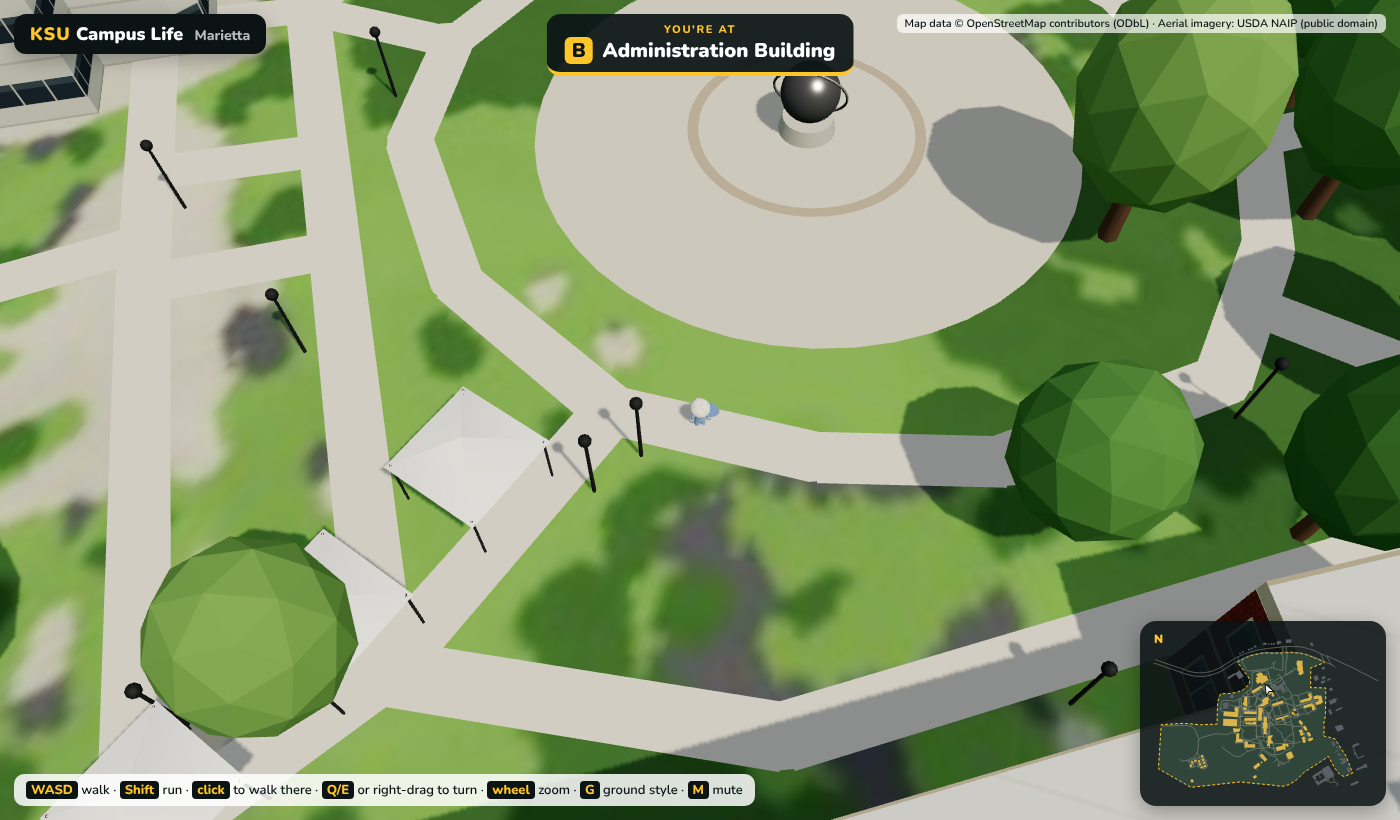 KSU Campus Life Marietta
YOU'RE AT
B Administration Building
Map data © OpenStreetMap contributors (ODbL) · Aerial imagery: USDA NAIP (public domain)
N
WASD walk · Shift run · click to walk there · Q/E or right-drag to turn · wheel zoom · G ground style · M mute